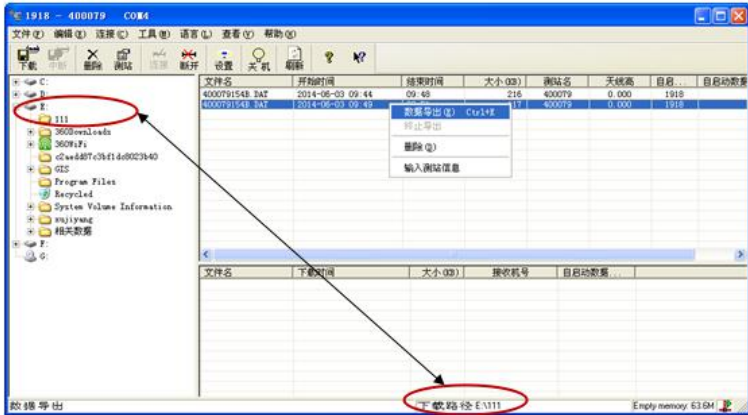 1918 - 400079 COM4
文件(F) 编辑(E) 连接(C) 工具(B) 语言(L) 查看(V) 帮助(H)
下载 中断 删除 测站 连接 断开 设置 关机 刷新
C:
D:
E:
111
360Downloads
360WiFi
c2aedd87c3bf1dc8023b40
GIS
Program Files
Recycled
System Volume Information
xujiyang
相关数据
F:
G:
文件名 开始时间 结束时间 大小(KB) 测站名 天线高 自启... 自启动数据
400079154B.DAT 2014-06-03 09:44 09:48 216 400079 0.000 1918
400079154B.DAT 2014-06-03 09:49 17 400079 0.000 1918
数据导出(X) Ctrl+X
终止导出
删除(D)
输入测站信息
文件名 下载时间 大小(KB) 接收机号 自启动数据...
数据导出
下载路径 E:\111
Empty memory: 63.6M